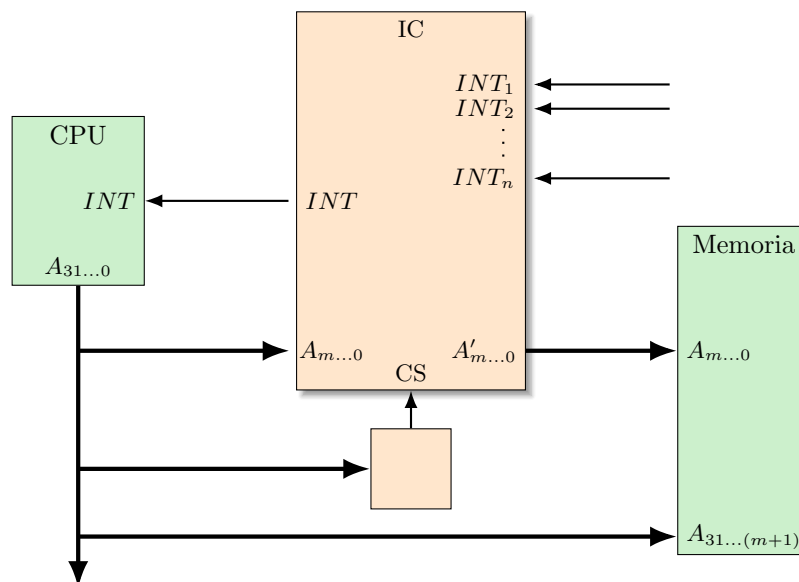 IC
INT₁
INT₂
⋮
INTₙ
CPU
INT
INT
A₃₁…₀
Memoria
Aₘ…₀
A′ₘ…₀
Aₘ…₀
CS
A₃₁…₍ₘ₊₁₎